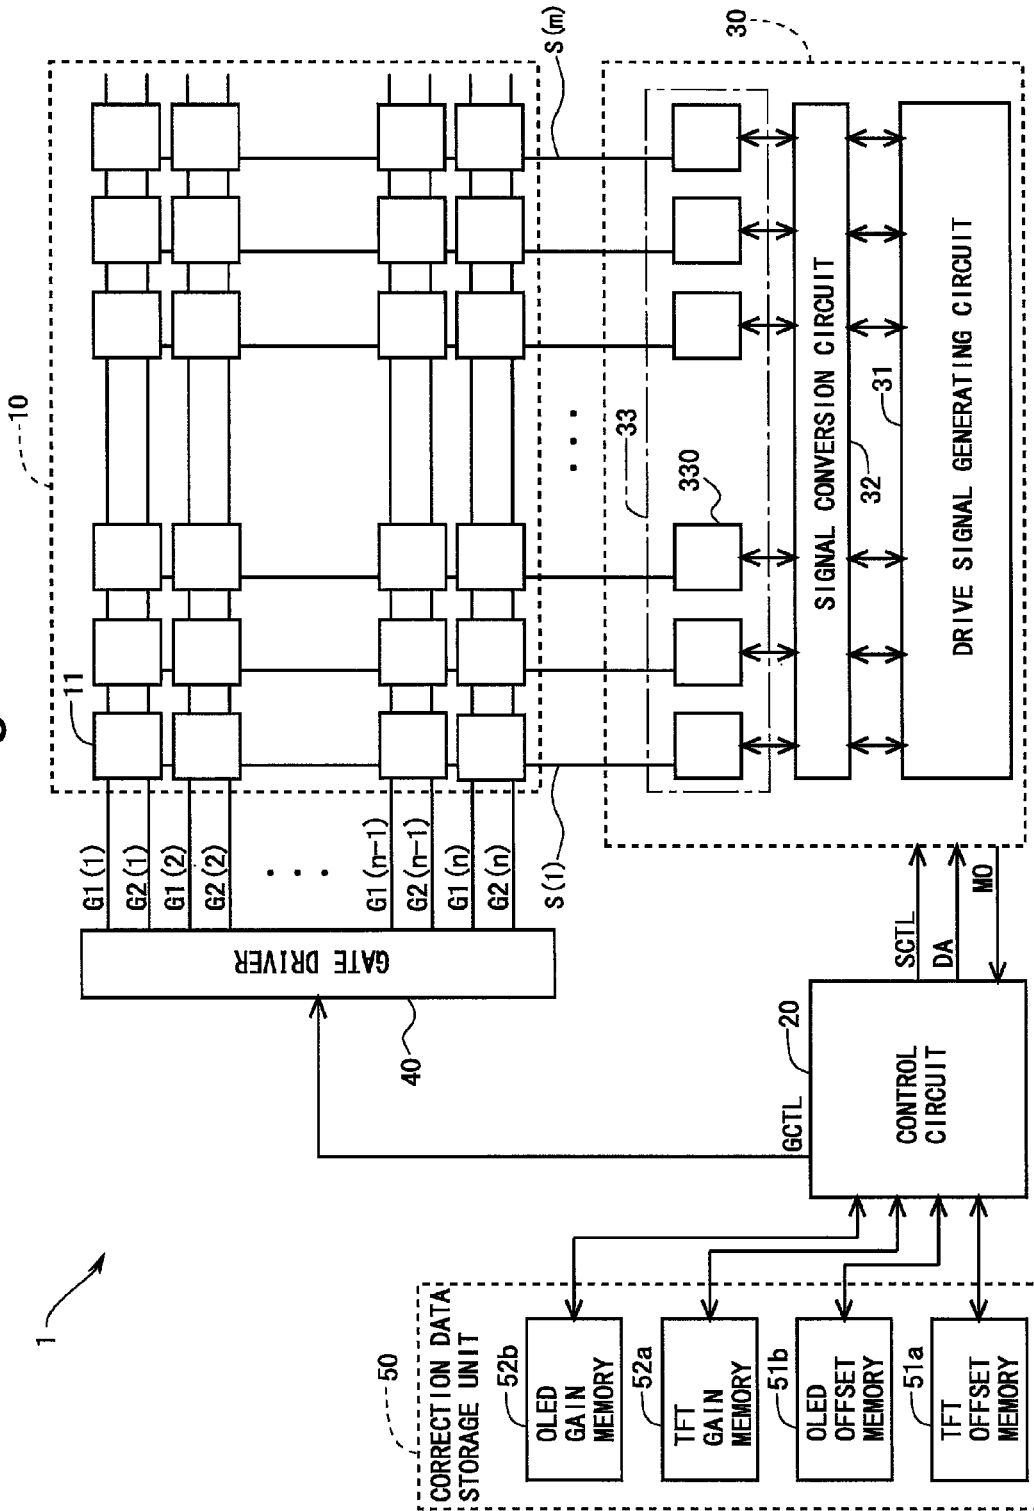 1
10
11
G1(1)
G2(1)
G1(2)
G2(2)
. . .
G1(n-1)
G2(n-1)
G1(n)
G2(n)
GATE DRIVER
40
S(1)
. . .
S(m)
30
33
330
SIGNAL CONVERSION CIRCUIT
32
31
DRIVE SIGNAL GENERATING CIRCUIT
GCTL
20
SCTL
DA
MO
CONTROL
CIRCUIT
50
CORRECTION DATA
STORAGE UNIT
52b
OLED
GAIN
MEMORY
52a
TFT
GAIN
MEMORY
51b
OLED
OFFSET
MEMORY
51a
TFT
OFFSET
MEMORY